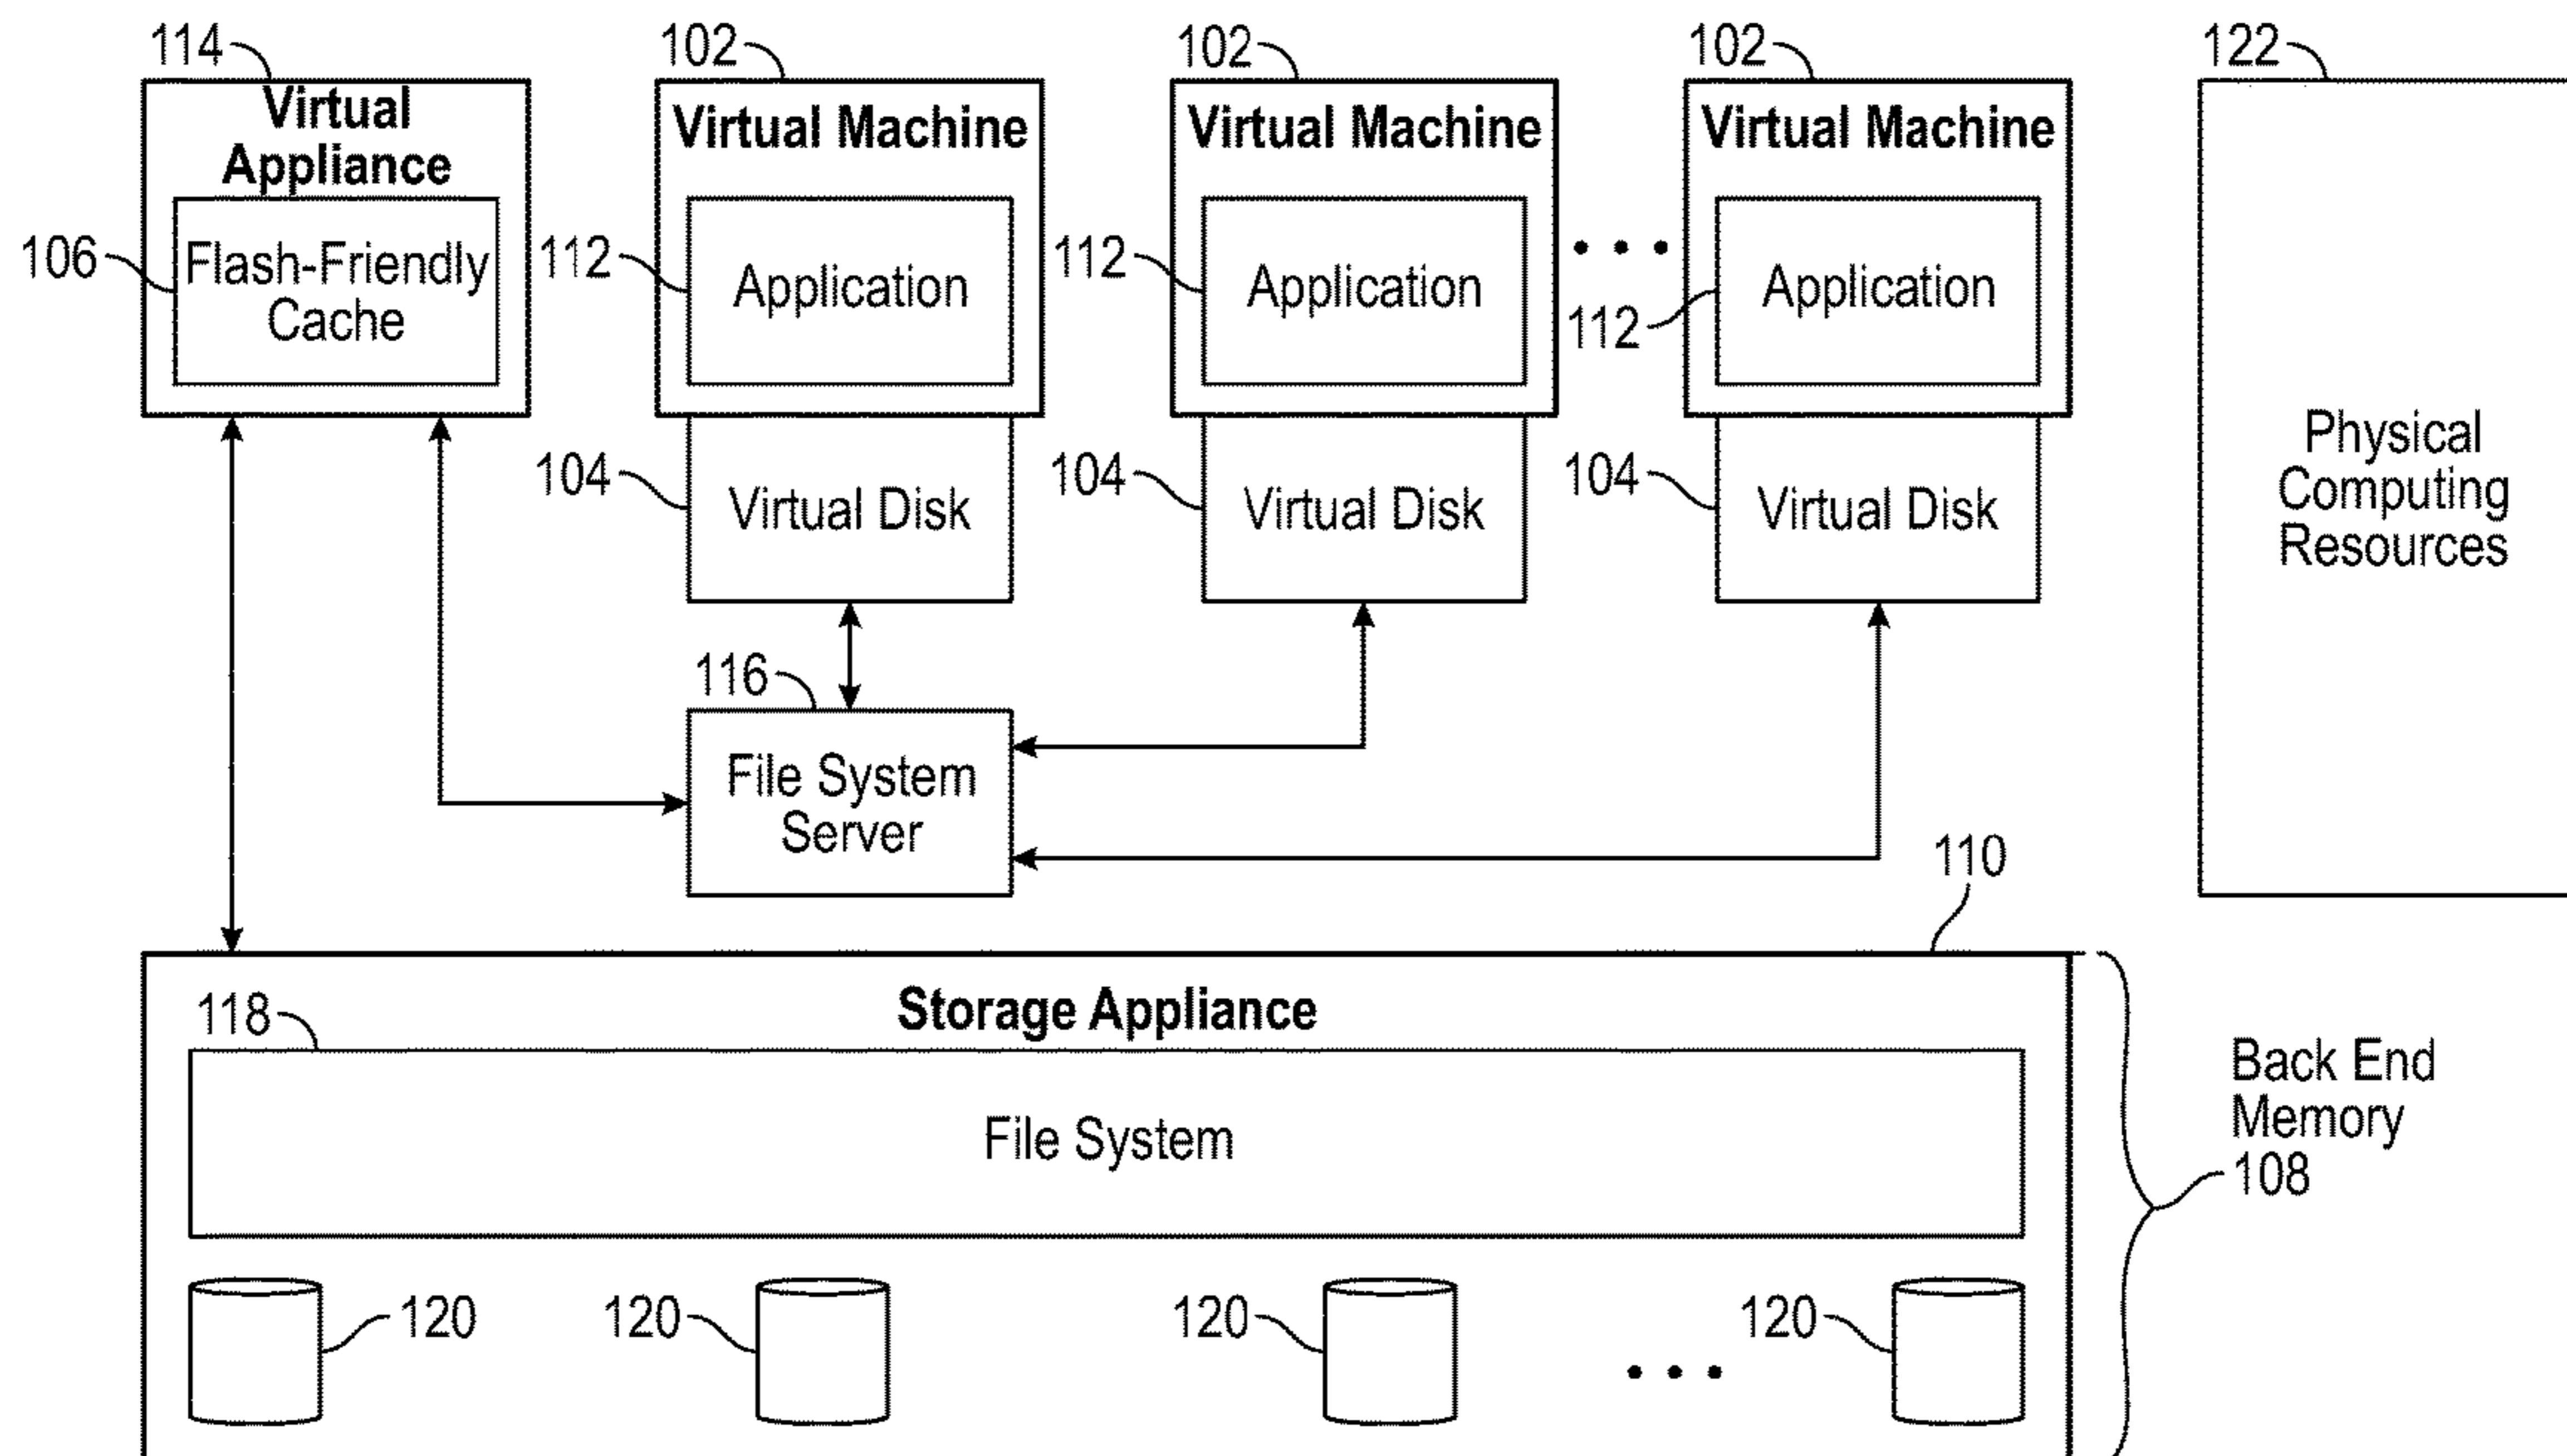 114
102
102
102
122
Virtual
Appliance
Virtual Machine
Virtual Machine
Virtual Machine
106
Flash-Friendly
Cache
112
Application
112
Application
112
Application
Physical
Computing
Resources
104
Virtual Disk
104
Virtual Disk
104
Virtual Disk
116
File System
Server
110
Storage Appliance
118
File System
Back End
Memory
108
120
120
120
120